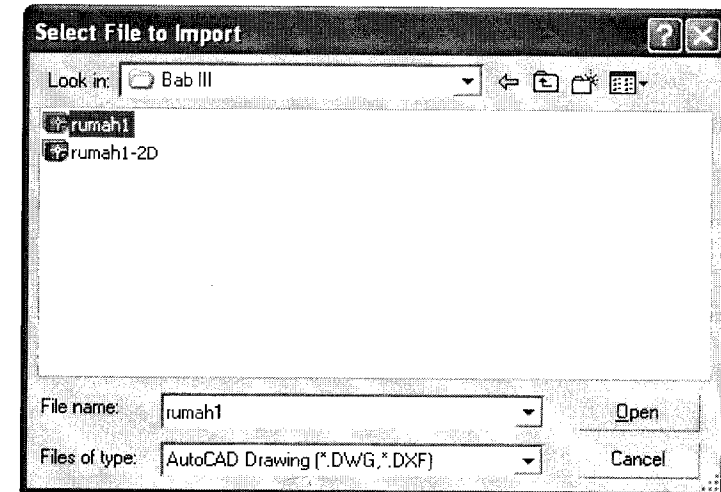 Select File to Import
Look in: Bab III
rumah1
rumah1-2D
File name: rumah1 Open
Files of type: AutoCAD Drawing (*.DWG,*.DXF) Cancel